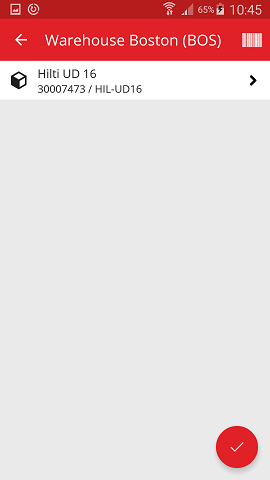 65% 10:45
Warehouse Boston (BOS)
Hilti UD 16
30007473 / HIL-UD16